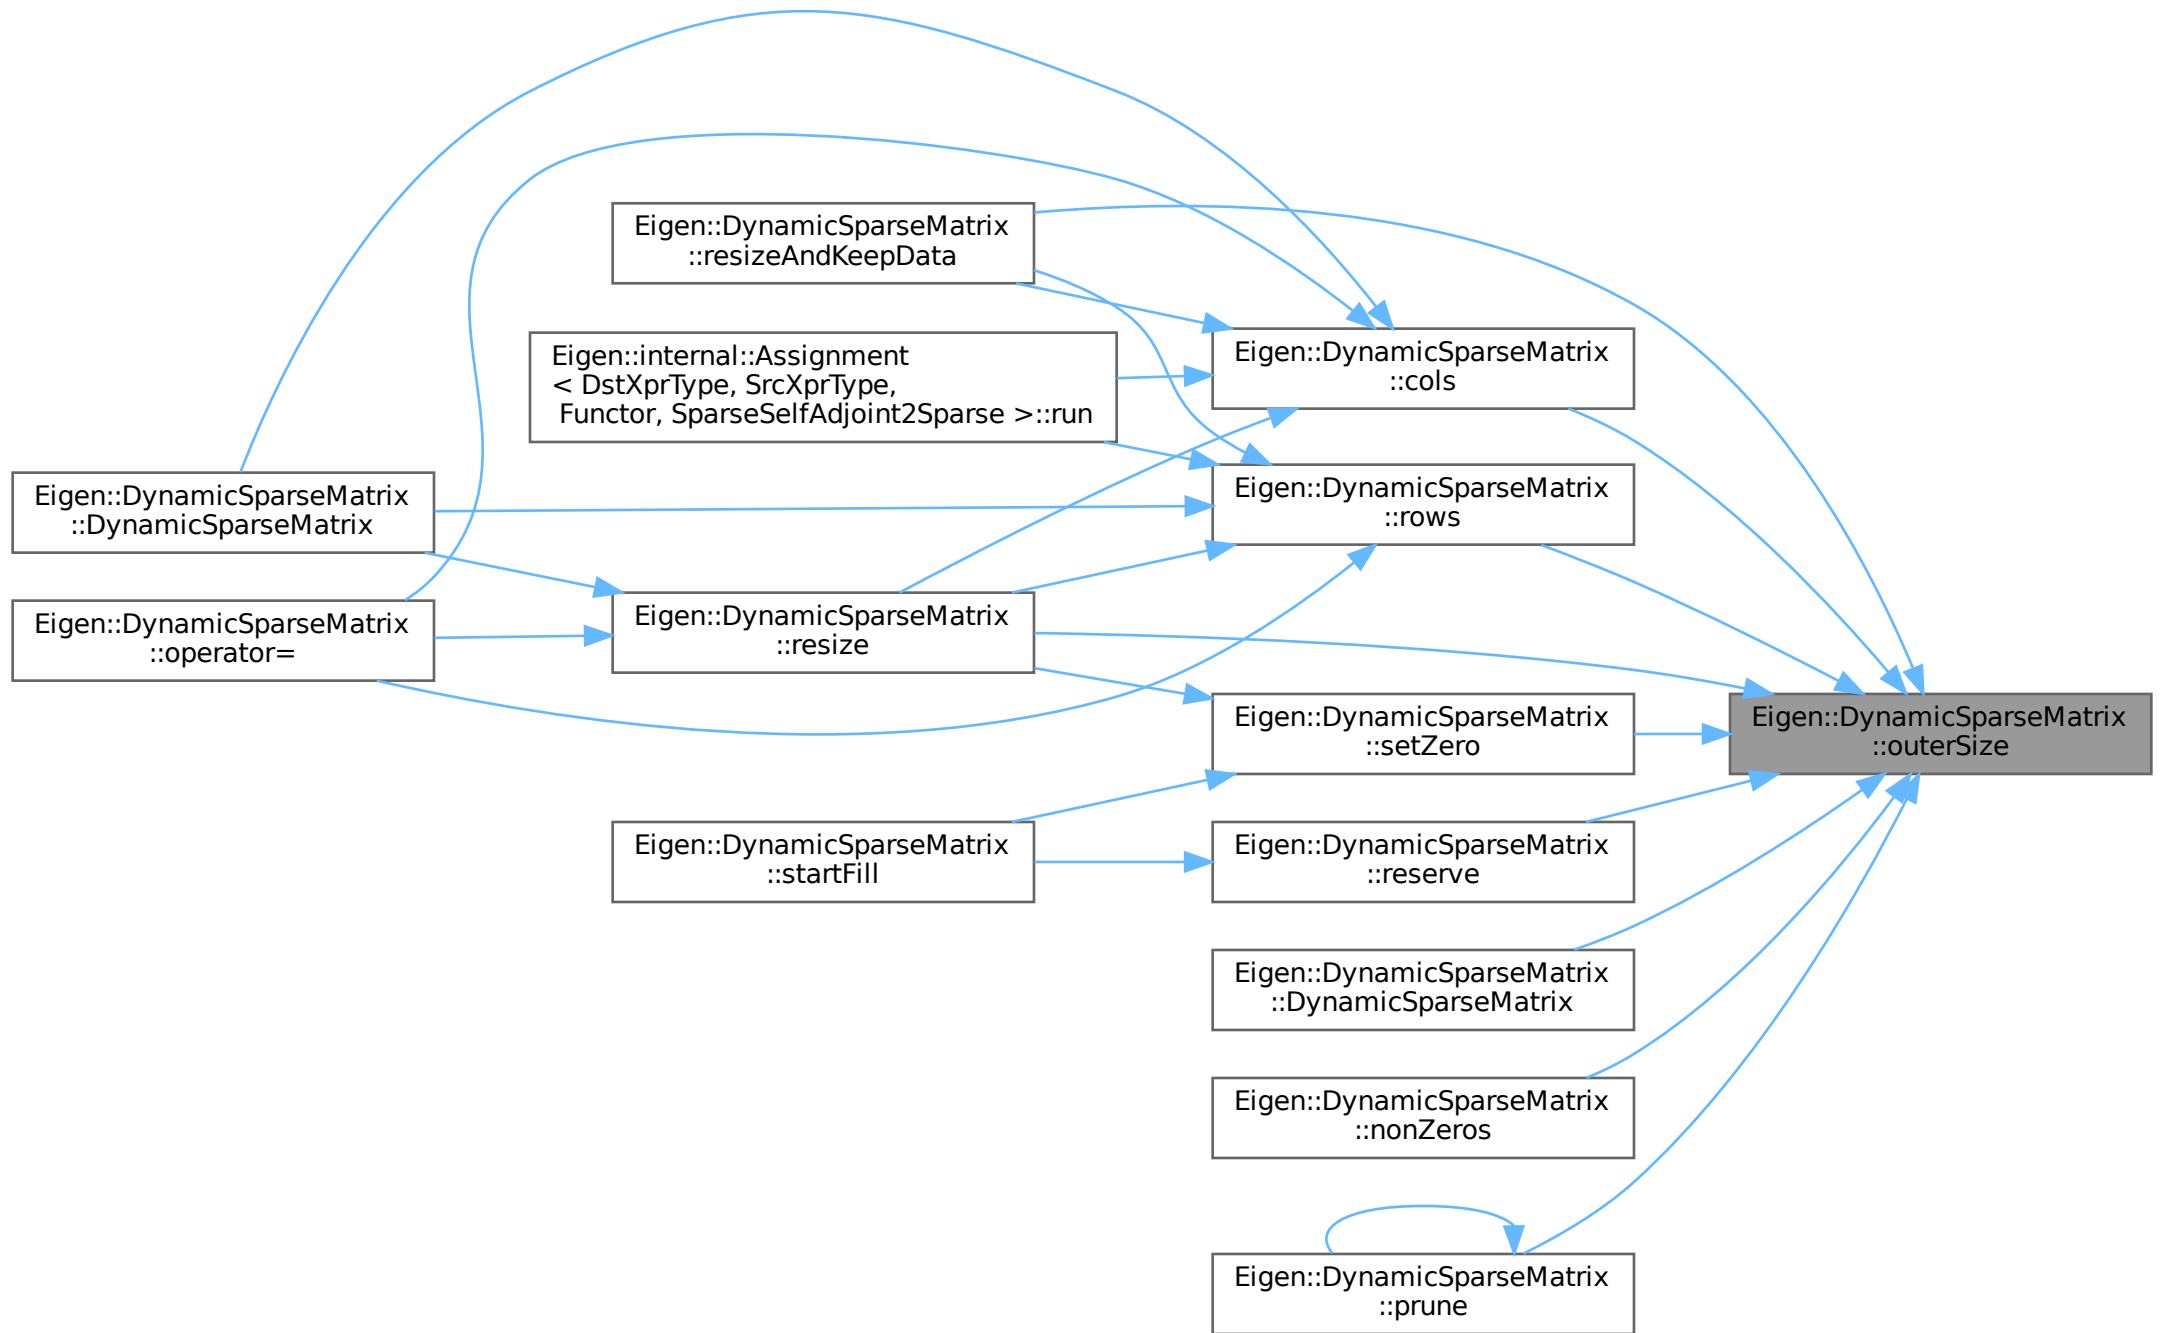 Eigen::DynamicSparseMatrix
::resizeAndKeepData
Eigen::internal::Assignment
< DstXprType, SrcXprType,
Functor, SparseSelfAdjoint2Sparse >::run
Eigen::DynamicSparseMatrix
::cols
Eigen::DynamicSparseMatrix
::DynamicSparseMatrix
Eigen::DynamicSparseMatrix
::rows
Eigen::DynamicSparseMatrix
::operator=
Eigen::DynamicSparseMatrix
::resize
Eigen::DynamicSparseMatrix
::setZero
Eigen::DynamicSparseMatrix
::outerSize
Eigen::DynamicSparseMatrix
::startFill
Eigen::DynamicSparseMatrix
::reserve
Eigen::DynamicSparseMatrix
::DynamicSparseMatrix
Eigen::DynamicSparseMatrix
::nonZeros
Eigen::DynamicSparseMatrix
::prune